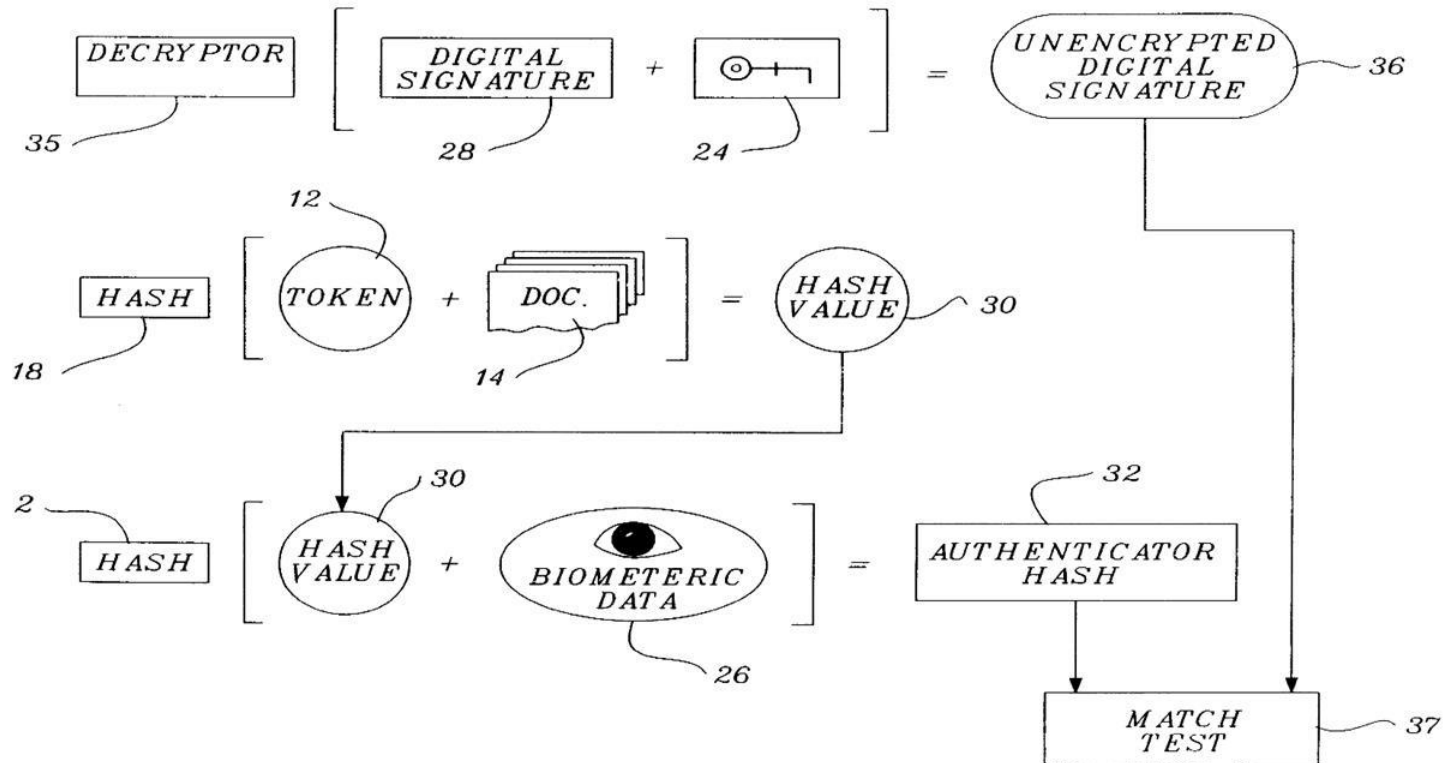 DECRYPTOR
DIGITAL
SIGNATURE
+
=
UNENCRYPTED
DIGITAL
SIGNATURE
36
35
28
24
12
HASH
TOKEN
+
DOC.
=
HASH
VALUE
30
18
14
30
32
2
HASH
HASH
VALUE
+
BIOMETERIC
DATA
=
AUTHENTICATOR
HASH
26
MATCH
TEST
37